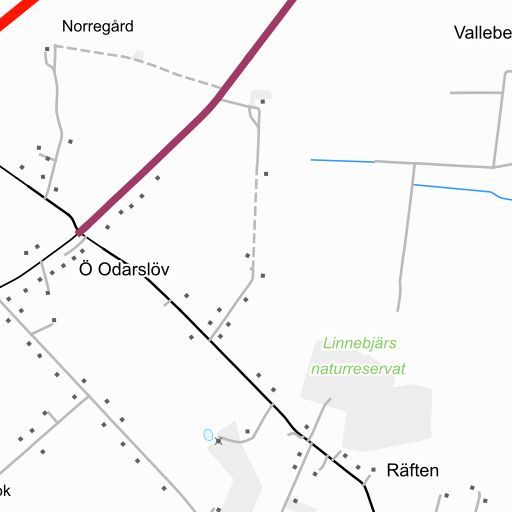 Norregård
Vallebe
Ö Odarslöv
Linnebjärs
naturreservat
Räften
ok